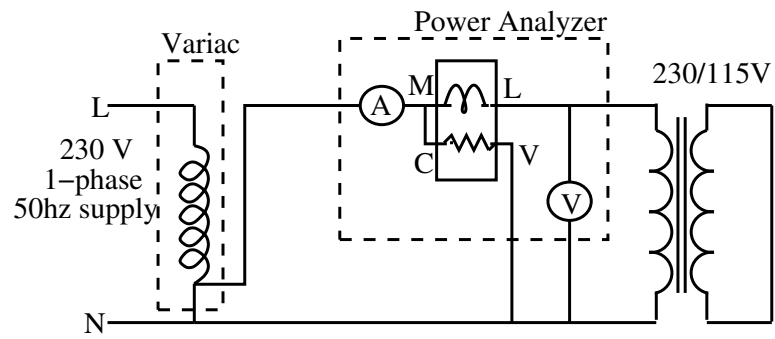 Power Analyzer
Variac
230/115V
L
M
L
A
230 V
1−phase
50hz supply
C
V
V
N